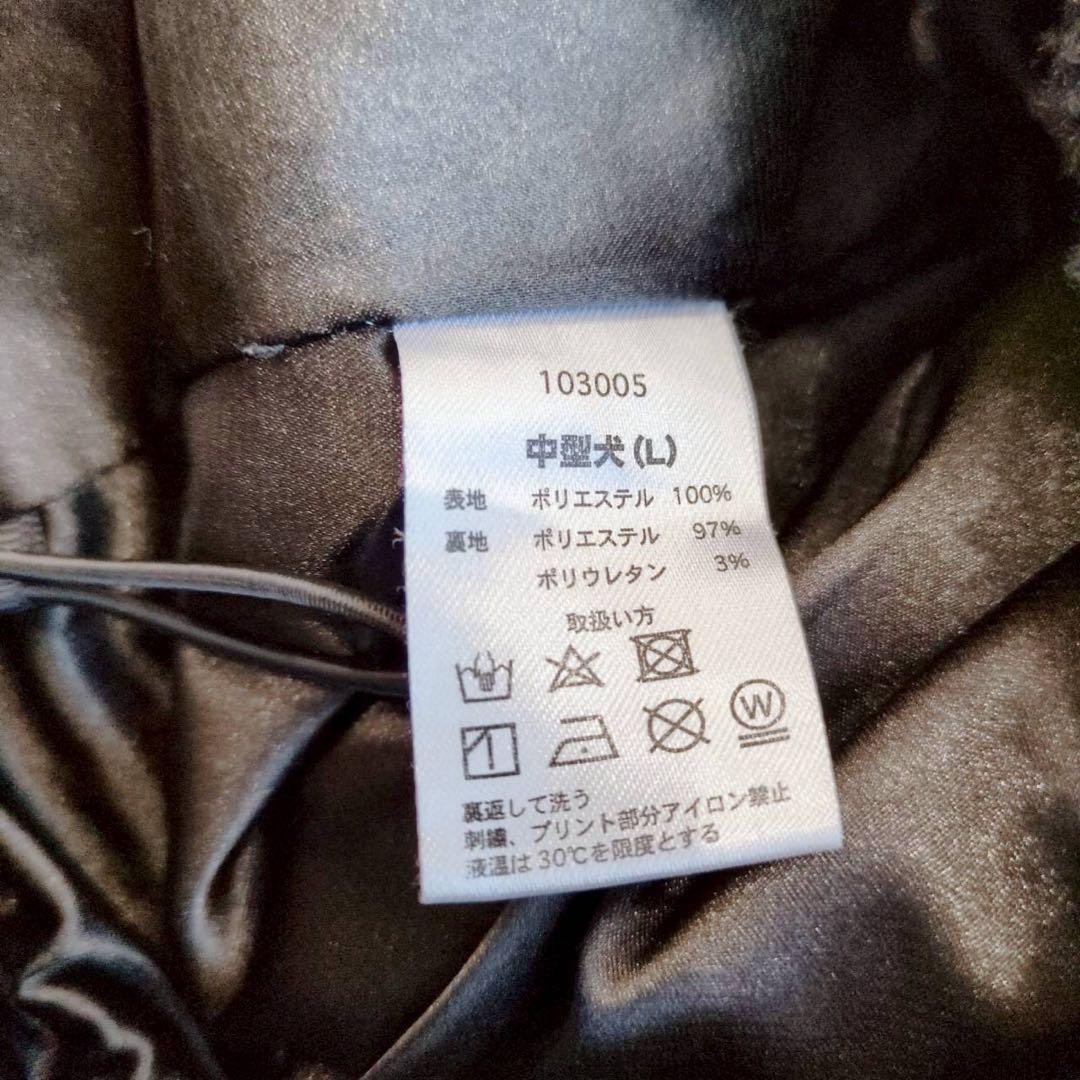 103005
中型犬(L)
表地 ポリエステル 100%
裏地 ポリエステル 97%
ポリウレタン 3%
取扱い方
W
裏返して洗う
刺繍、プリント部分アイロン禁止
液温は30℃を限度とする